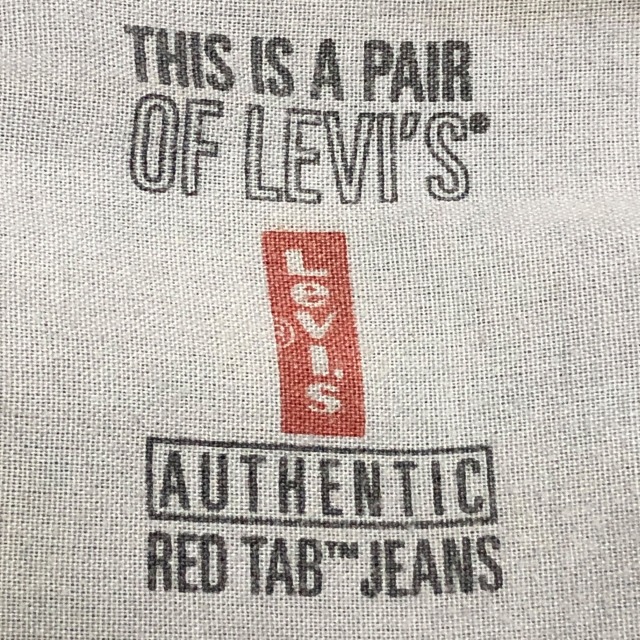 THIS IS A PAIR
OF LEVI'S®
Levi's
®
AUTHENTIC
RED TAB™ JEANS